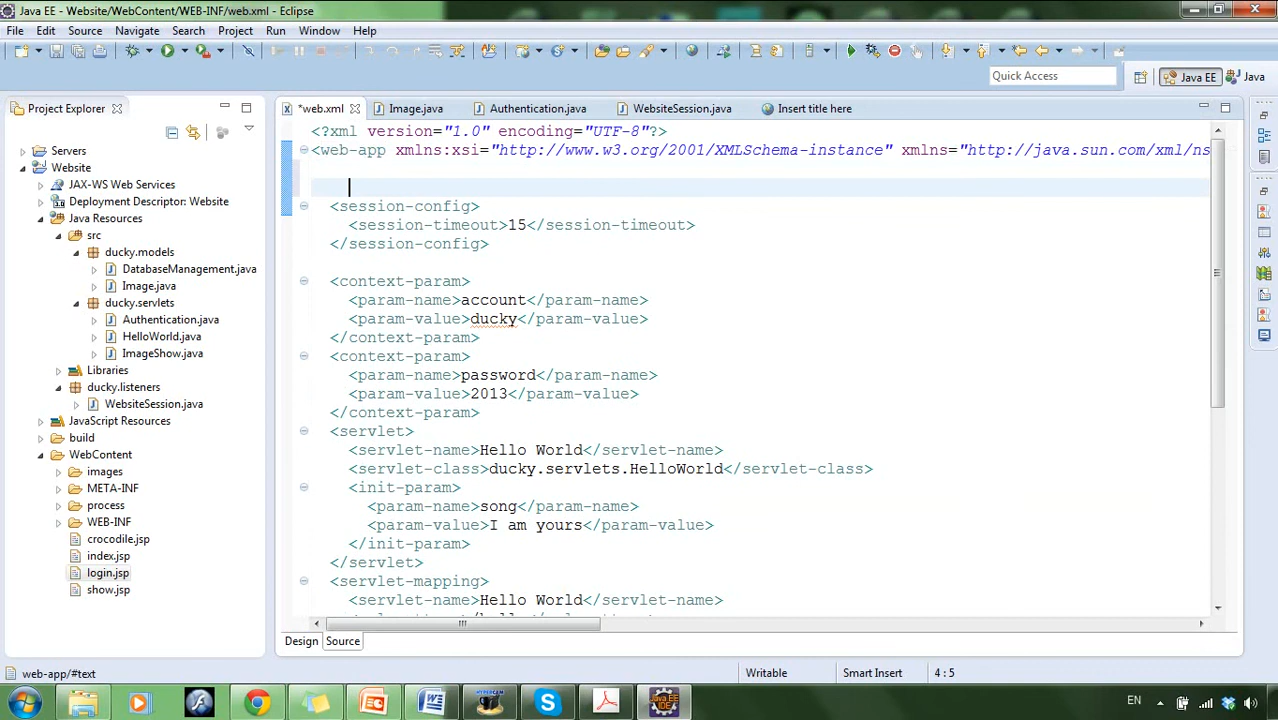 Java EE - Website/WebContent/WEB-INF/web.xml - Eclipse
File Edit Source Navigate Search Project Run Window Help
Quick Access
Java EE
Java
Project Explorer
*web.xml
Image.java
Authentication.java
WebsiteSession.java
Insert title here
Servers
Website
JAX-WS Web Services
Deployment Descriptor: Website
Java Resources
src
ducky.models
DatabaseManagement.java
Image.java
ducky.servlets
Authentication.java
HelloWorld.java
ImageShow.java
Libraries
ducky.listeners
WebsiteSession.java
JavaScript Resources
build
WebContent
images
META-INF
process
WEB-INF
crocodile.jsp
index.jsp
login.jsp
show.jsp
<?xml version="1.0" encoding="UTF-8"?>
<web-app xmlns:xsi="http://www.w3.org/2001/XMLSchema-instance" xmlns="http://java.sun.com/xml/ns
<session-config>
<session-timeout>15</session-timeout>
</session-config>
<context-param>
<param-name>account</param-name>
<param-value>ducky</param-value>
</context-param>
<context-param>
<param-name>password</param-name>
<param-value>2013</param-value>
</context-param>
<servlet>
<servlet-name>Hello World</servlet-name>
<servlet-class>ducky.servlets.HelloWorld</servlet-class>
<init-param>
<param-name>song</param-name>
<param-value>I am yours</param-value>
</init-param>
</servlet>
<servlet-mapping>
<servlet-name>Hello World</servlet-name>
Design Source
web-app/#text
Writable
Smart Insert
4 : 5
HYPERCAM
Java EE IDE
EN